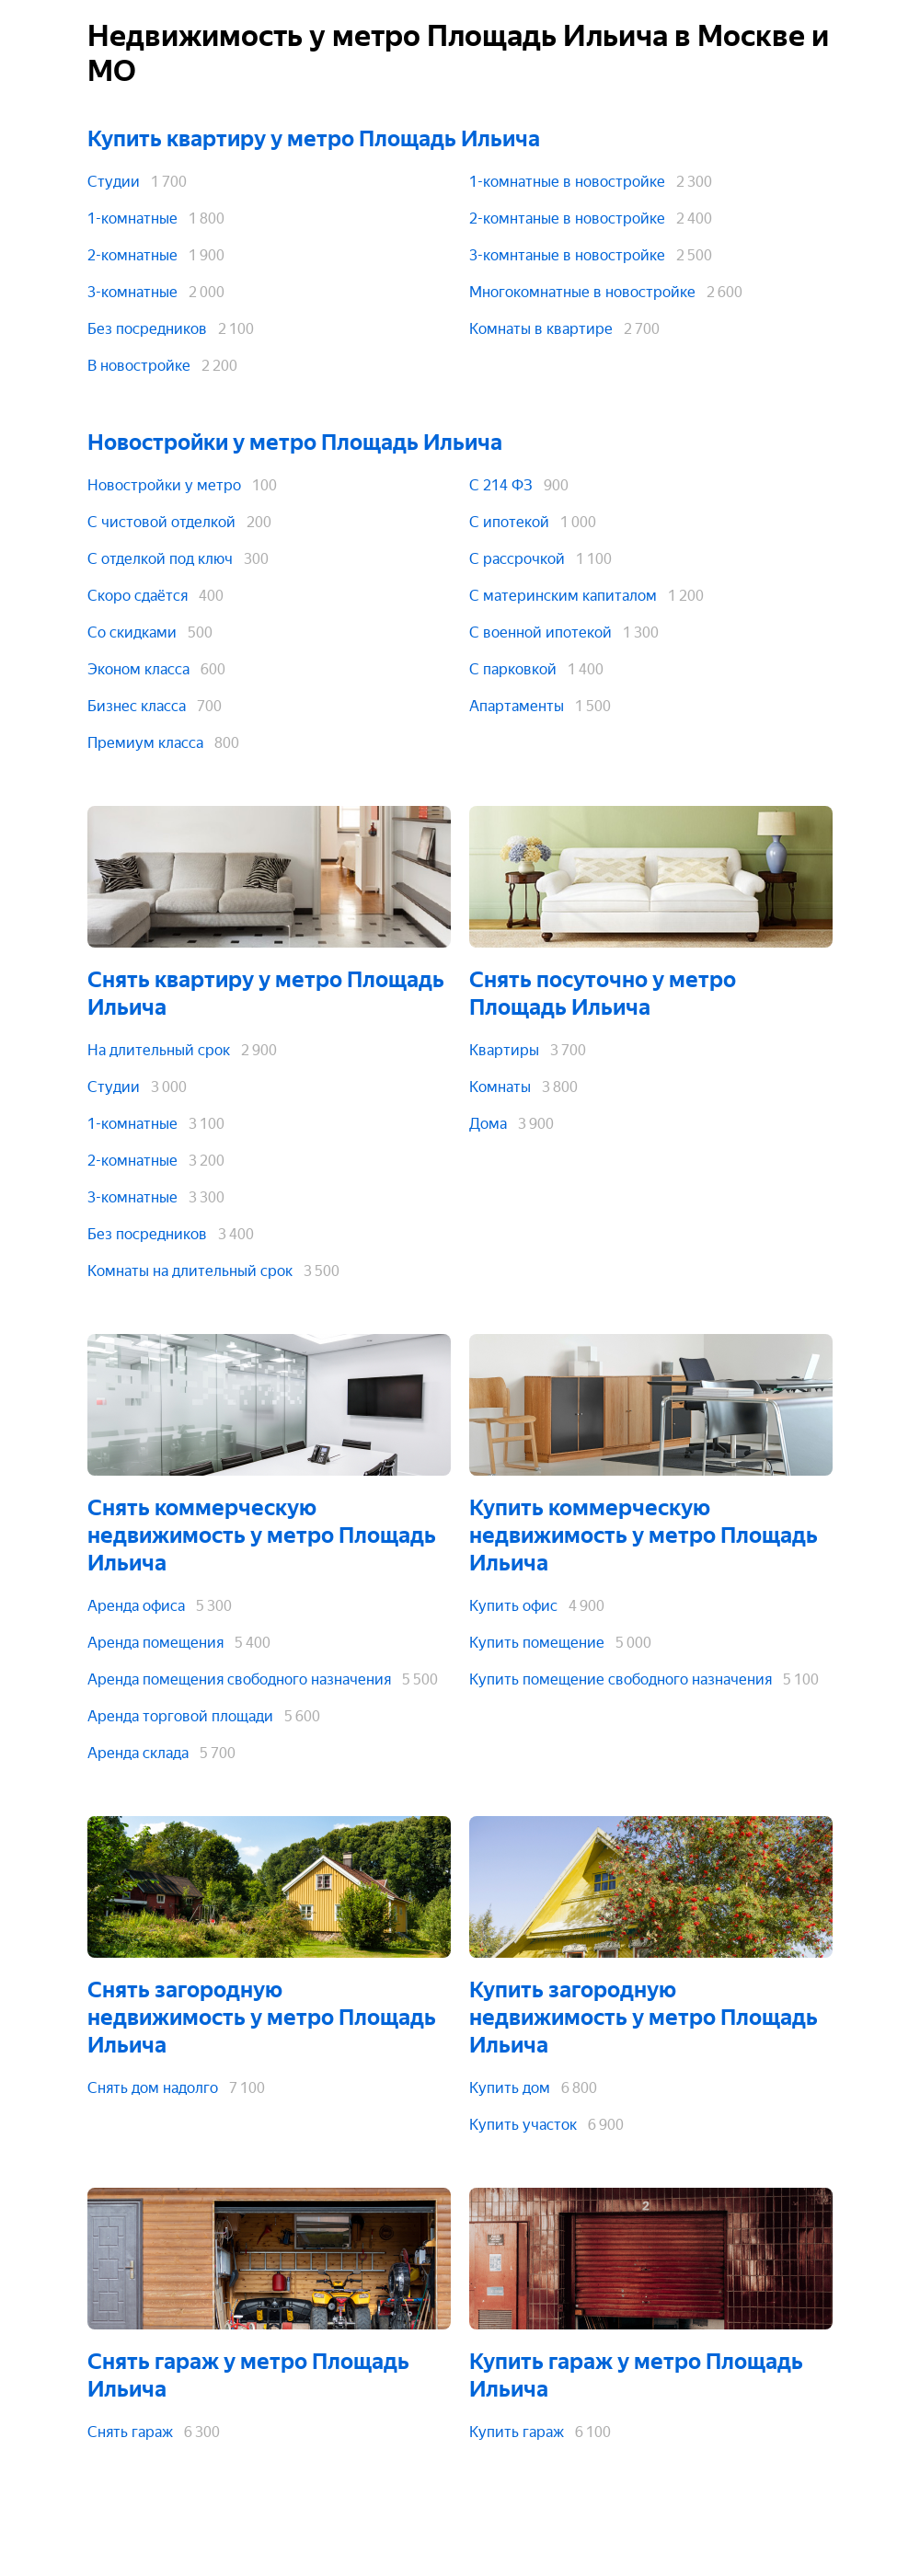 Недвижимость у метро Площадь Ильича в Москве и
МО
Купить квартиру у метро Площадь Ильича
Студии 1 700
1-комнатные 1 800
2-комнатные 1 900
3-комнатные 2 000
Без посредников 2 100
В новостройке 2 200
1-комнатные в новостройке 2 300
2-комнтаные в новостройке 2 400
3-комнтаные в новостройке 2 500
Многокомнатные в новостройке 2 600
Комнаты в квартире 2 700
Новостройки у метро Площадь Ильича
Новостройки у метро 100
С чистовой отделкой 200
С отделкой под ключ 300
Скоро сдаётся 400
Со скидками 500
Эконом класса 600
Бизнес класса 700
Премиум класса 800
С 214 ФЗ 900
С ипотекой 1 000
С рассрочкой 1 100
С материнским капиталом 1 200
С военной ипотекой 1 300
С парковкой 1 400
Апартаменты 1 500
Снять квартиру у метро Площадь
Ильича
На длительный срок 2 900
Студии 3 000
1-комнатные 3 100
2-комнатные 3 200
3-комнатные 3 300
Без посредников 3 400
Комнаты на длительный срок 3 500
Снять посуточно у метро
Площадь Ильича
Квартиры 3 700
Комнаты 3 800
Дома 3 900
Снять коммерческую
недвижимость у метро Площадь
Ильича
Аренда офиса 5 300
Аренда помещения 5 400
Аренда помещения свободного назначения 5 500
Аренда торговой площади 5 600
Аренда склада 5 700
Купить коммерческую
недвижимость у метро Площадь
Ильича
Купить офис 4 900
Купить помещение 5 000
Купить помещение свободного назначения 5 100
Снять загородную
недвижимость у метро Площадь
Ильича
Снять дом надолго 7 100
Купить загородную
недвижимость у метро Площадь
Ильича
Купить дом 6 800
Купить участок 6 900
Снять гараж у метро Площадь
Ильича
Снять гараж 6 300
2
Купить гараж у метро Площадь
Ильича
Купить гараж 6 100